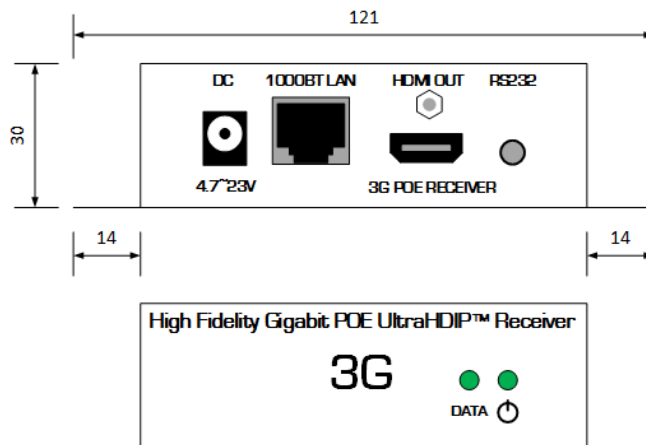 121
DC 1000BT LAN HDMI OUT RS232
30
4.7~23V 3G POE RECEIVER
14 14
High Fidelity Gigabit POE UltraHDIP™ Receiver
3G
DATA